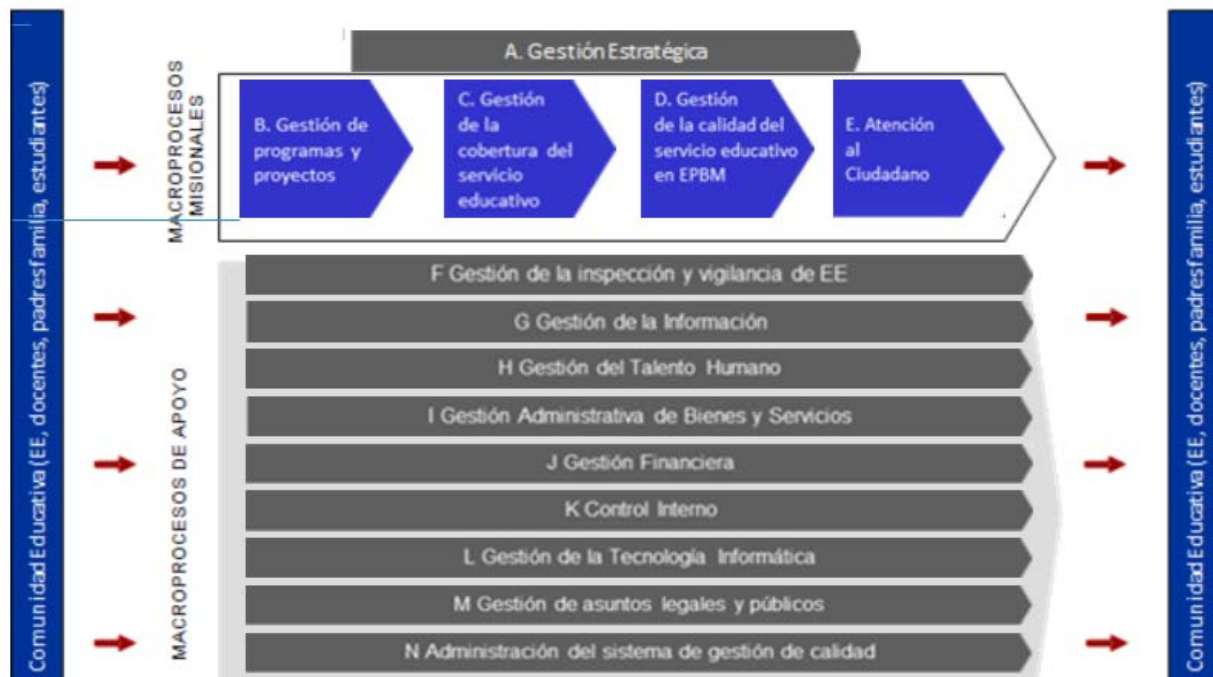 Comunidad Educativa (EE, docentes, padresfamilia, estudiantes)
A. Gestión Estratégica
MACROPROCESOS
MISIONALES
B. Gestión de
programas y
proyectos
C. Gestión
de la
cobertura del
servicio
educativo
D. Gestión
de la calidad del
servicio educativo
en EPBM
E. Atención
al
Ciudadano
MACROPROCESOS DE APOYO
F Gestión de la inspección y vigilancia de EE
G Gestión de la Información
H Gestión del Talento Humano
I Gestión Administrativa de Bienes y Servicios
J Gestión Financiera
K Control Interno
L Gestión de la Tecnología Informática
M Gestión de asuntos legales y públicos
N Administración del sistema de gestión de calidad
Comunidad Educativa (EE, docentes, padresfamilia, estudiantes)